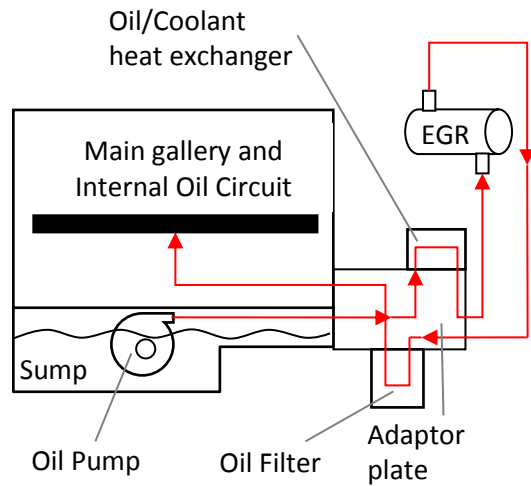 Oil/Coolant
heat exchanger
EGR
Main gallery and
Internal Oil Circuit
Sump
Oil Pump
Oil Filter
Adaptor
plate